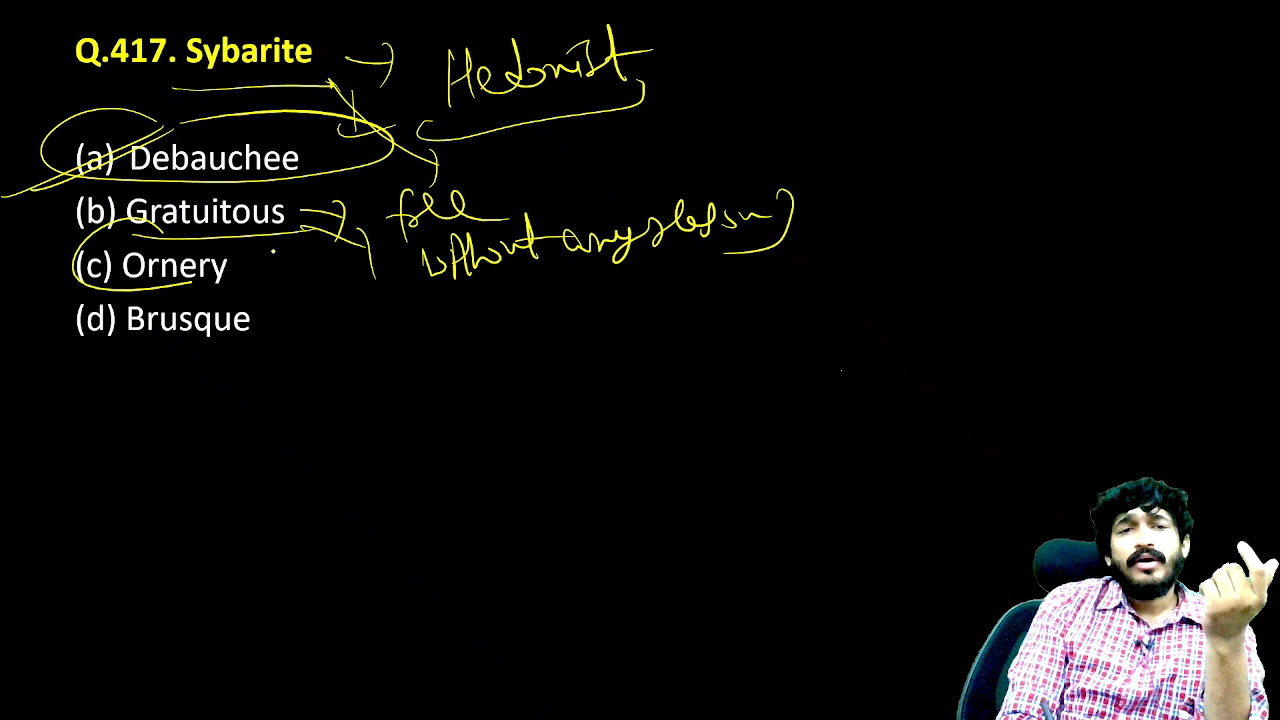 Q.417. Sybarite → Hedonist
(a) Debauchee
(b) Gratuitous → free
without any reason
(c) Ornery
(d) Brusque